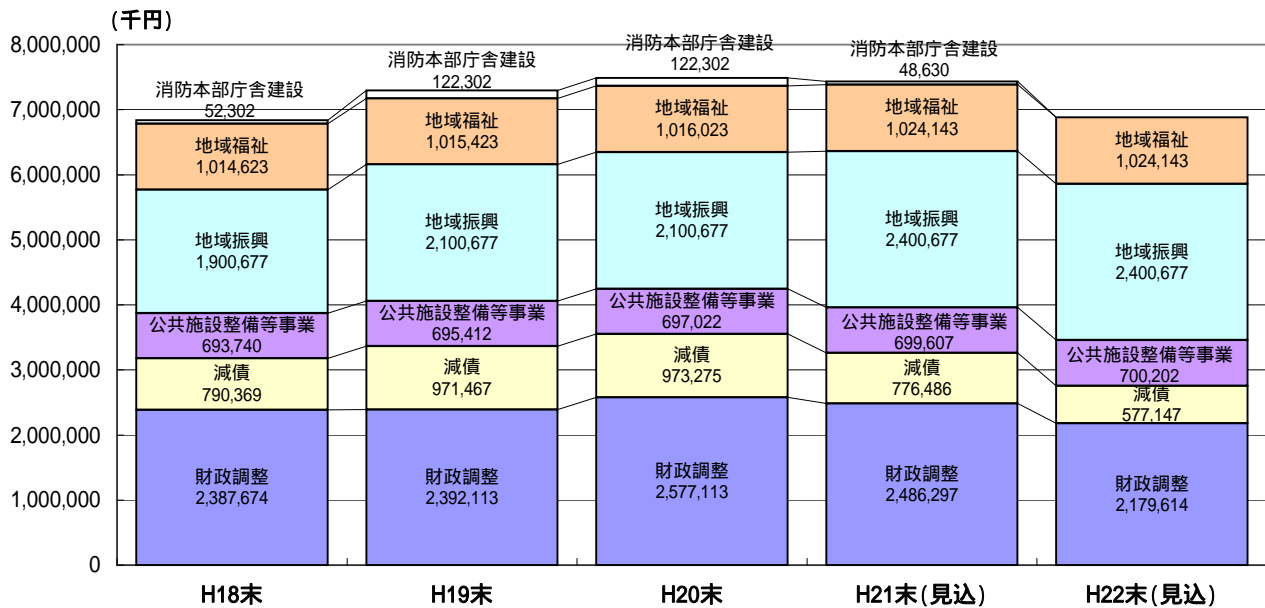 (千円)
8,000,000
7,000,000
6,000,000
5,000,000
4,000,000
3,000,000
2,000,000
1,000,000
0
消防本部庁舎建設
52,302
地域福祉
1,014,623
地域振興
1,900,677
公共施設整備等事業
693,740
減債
790,369
財政調整
2,387,674
H18末
消防本部庁舎建設
122,302
地域福祉
1,015,423
地域振興
2,100,677
公共施設整備等事業
695,412
減債
971,467
財政調整
2,392,113
H19末
消防本部庁舎建設
122,302
地域福祉
1,016,023
地域振興
2,100,677
公共施設整備等事業
697,022
減債
973,275
財政調整
2,577,113
H20末
消防本部庁舎建設
48,630
地域福祉
1,024,143
地域振興
2,400,677
公共施設整備等事業
699,607
減債
776,486
財政調整
2,486,297
H21末(見込)
地域福祉
1,024,143
地域振興
2,400,677
公共施設整備等事業
700,202
減債
577,147
財政調整
2,179,614
H22末(見込)